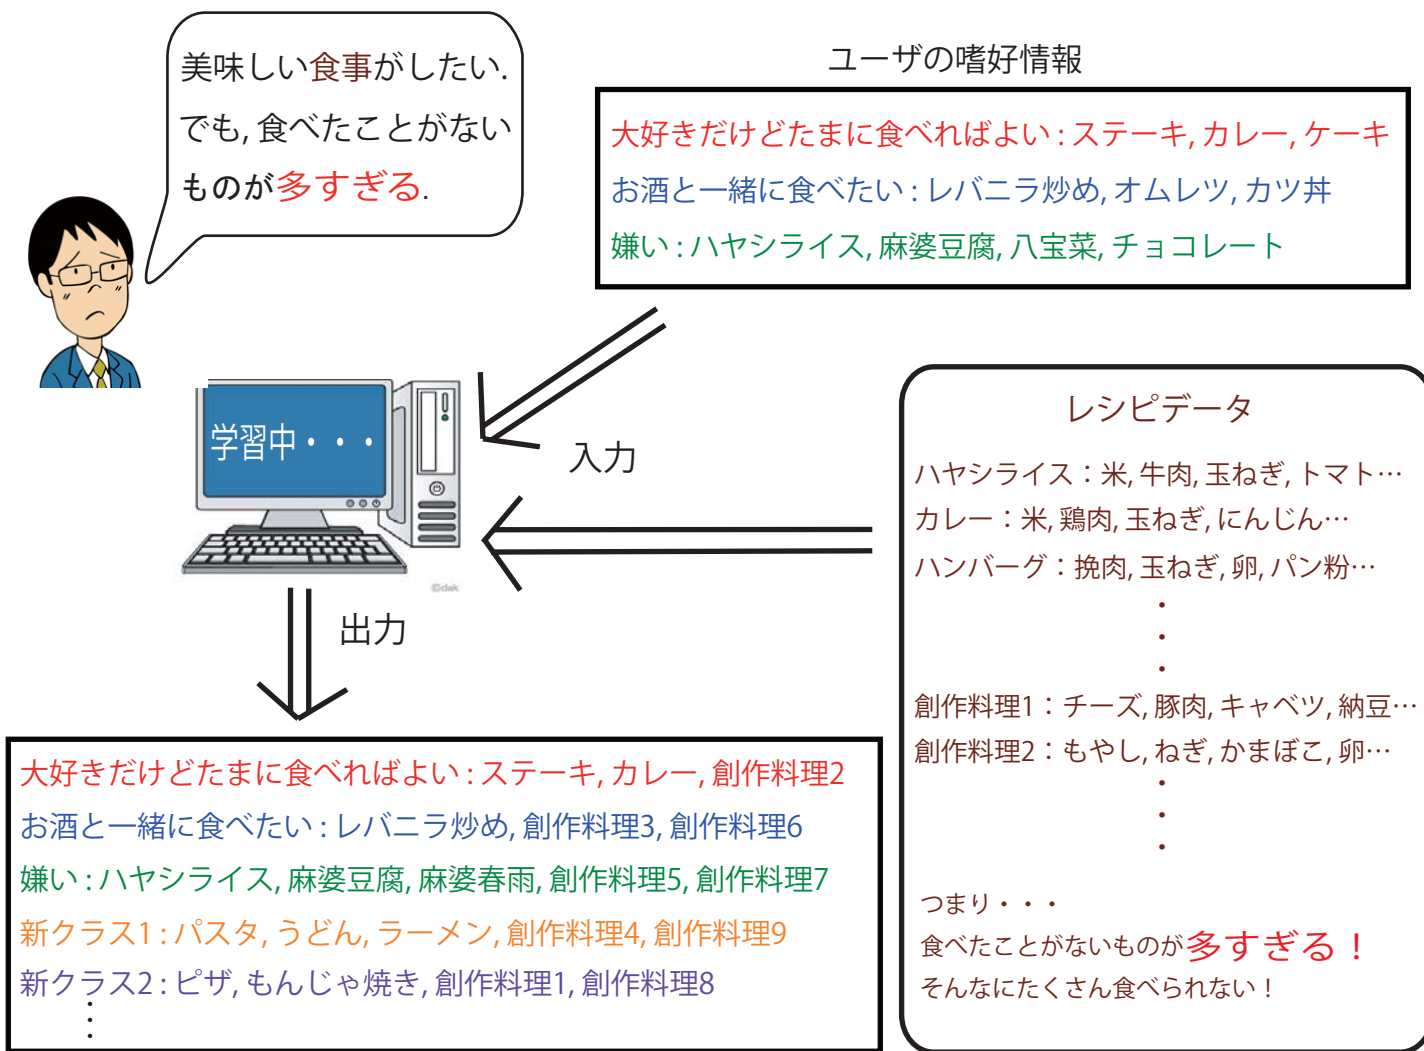 美味しい食事がしたい.
でも, 食べたことがない
ものが多すぎる.
ユーザの嗜好情報
大好きだけどたまに食べればよい : ステーキ, カレー, ケーキ
お酒と一緒に食べたい : レバニラ炒め, オムレツ, カツ丼
嫌い : ハヤシライス, 麻婆豆腐, 八宝菜, チョコレート
学習中・・・
入力
©dak
出力
レシピデータ
ハヤシライス：米, 牛肉, 玉ねぎ, トマト…
カレー：米, 鶏肉, 玉ねぎ, にんじん…
ハンバーグ：挽肉, 玉ねぎ, 卵, パン粉…
・
・
・
創作料理1：チーズ, 豚肉, キャベツ, 納豆…
創作料理2：もやし, ねぎ, かまぼこ, 卵…
・
・
・
つまり・・・
食べたことがないものが多すぎる！
そんなにたくさん食べられない！
大好きだけどたまに食べればよい : ステーキ, カレー, 創作料理2
お酒と一緒に食べたい : レバニラ炒め, 創作料理3, 創作料理6
嫌い : ハヤシライス, 麻婆豆腐, 麻婆春雨, 創作料理5, 創作料理7
新クラス1 : パスタ, うどん, ラーメン, 創作料理4, 創作料理9
新クラス2 : ピザ, もんじゃ焼き, 創作料理1, 創作料理8
・
・
・